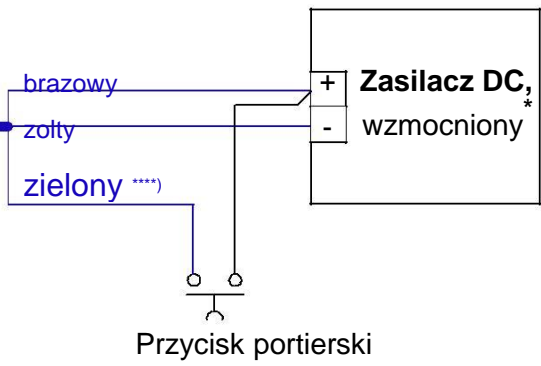 brazowy
+ Zasilacz DC,
zolty
- wzmocniony*
zielony ****)
Przycisk portierski